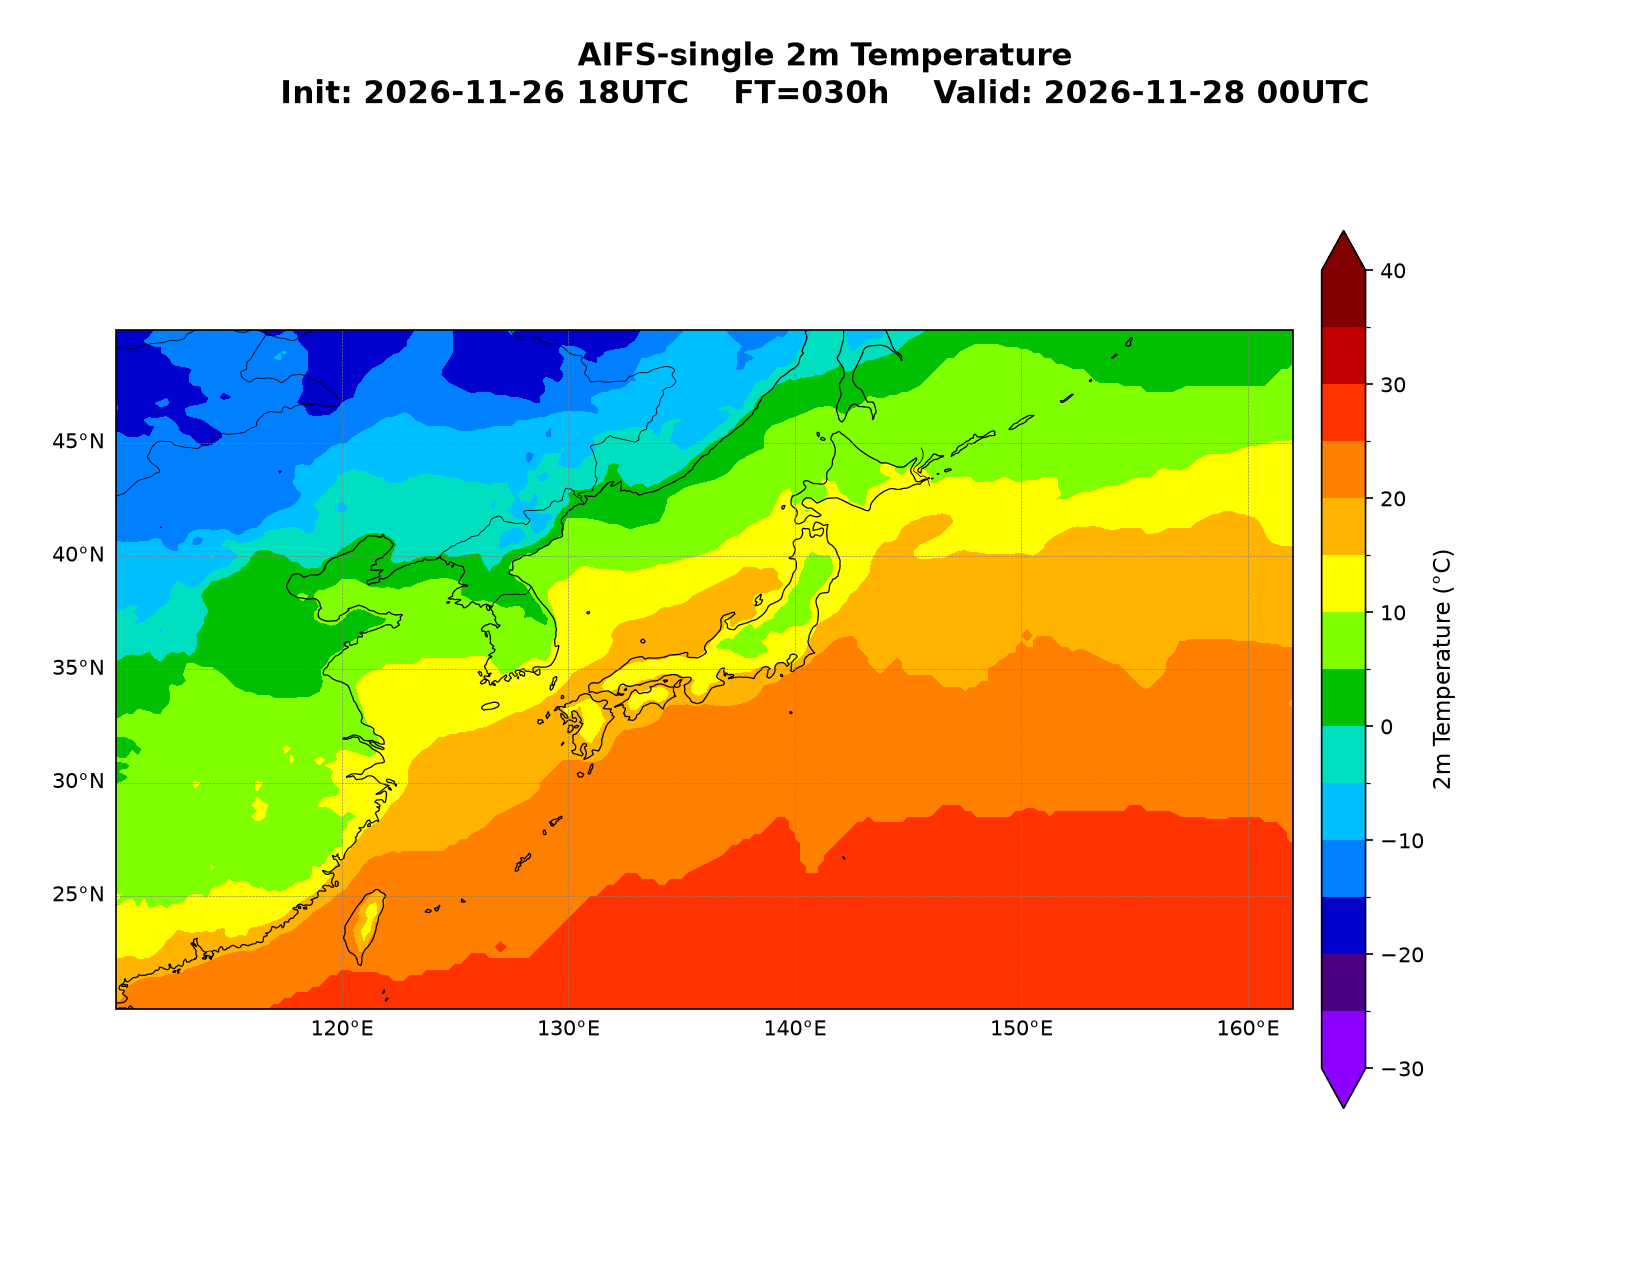 AIFS-single 2m Temperature
Init: 2026-11-26 18UTC    FT=030h    Valid: 2026-11-28 00UTC
45°N
40°N
35°N
30°N
25°N
120°E
130°E
140°E
150°E
160°E
40
30
20
10
0
−10
−20
−30
2m Temperature (°C)